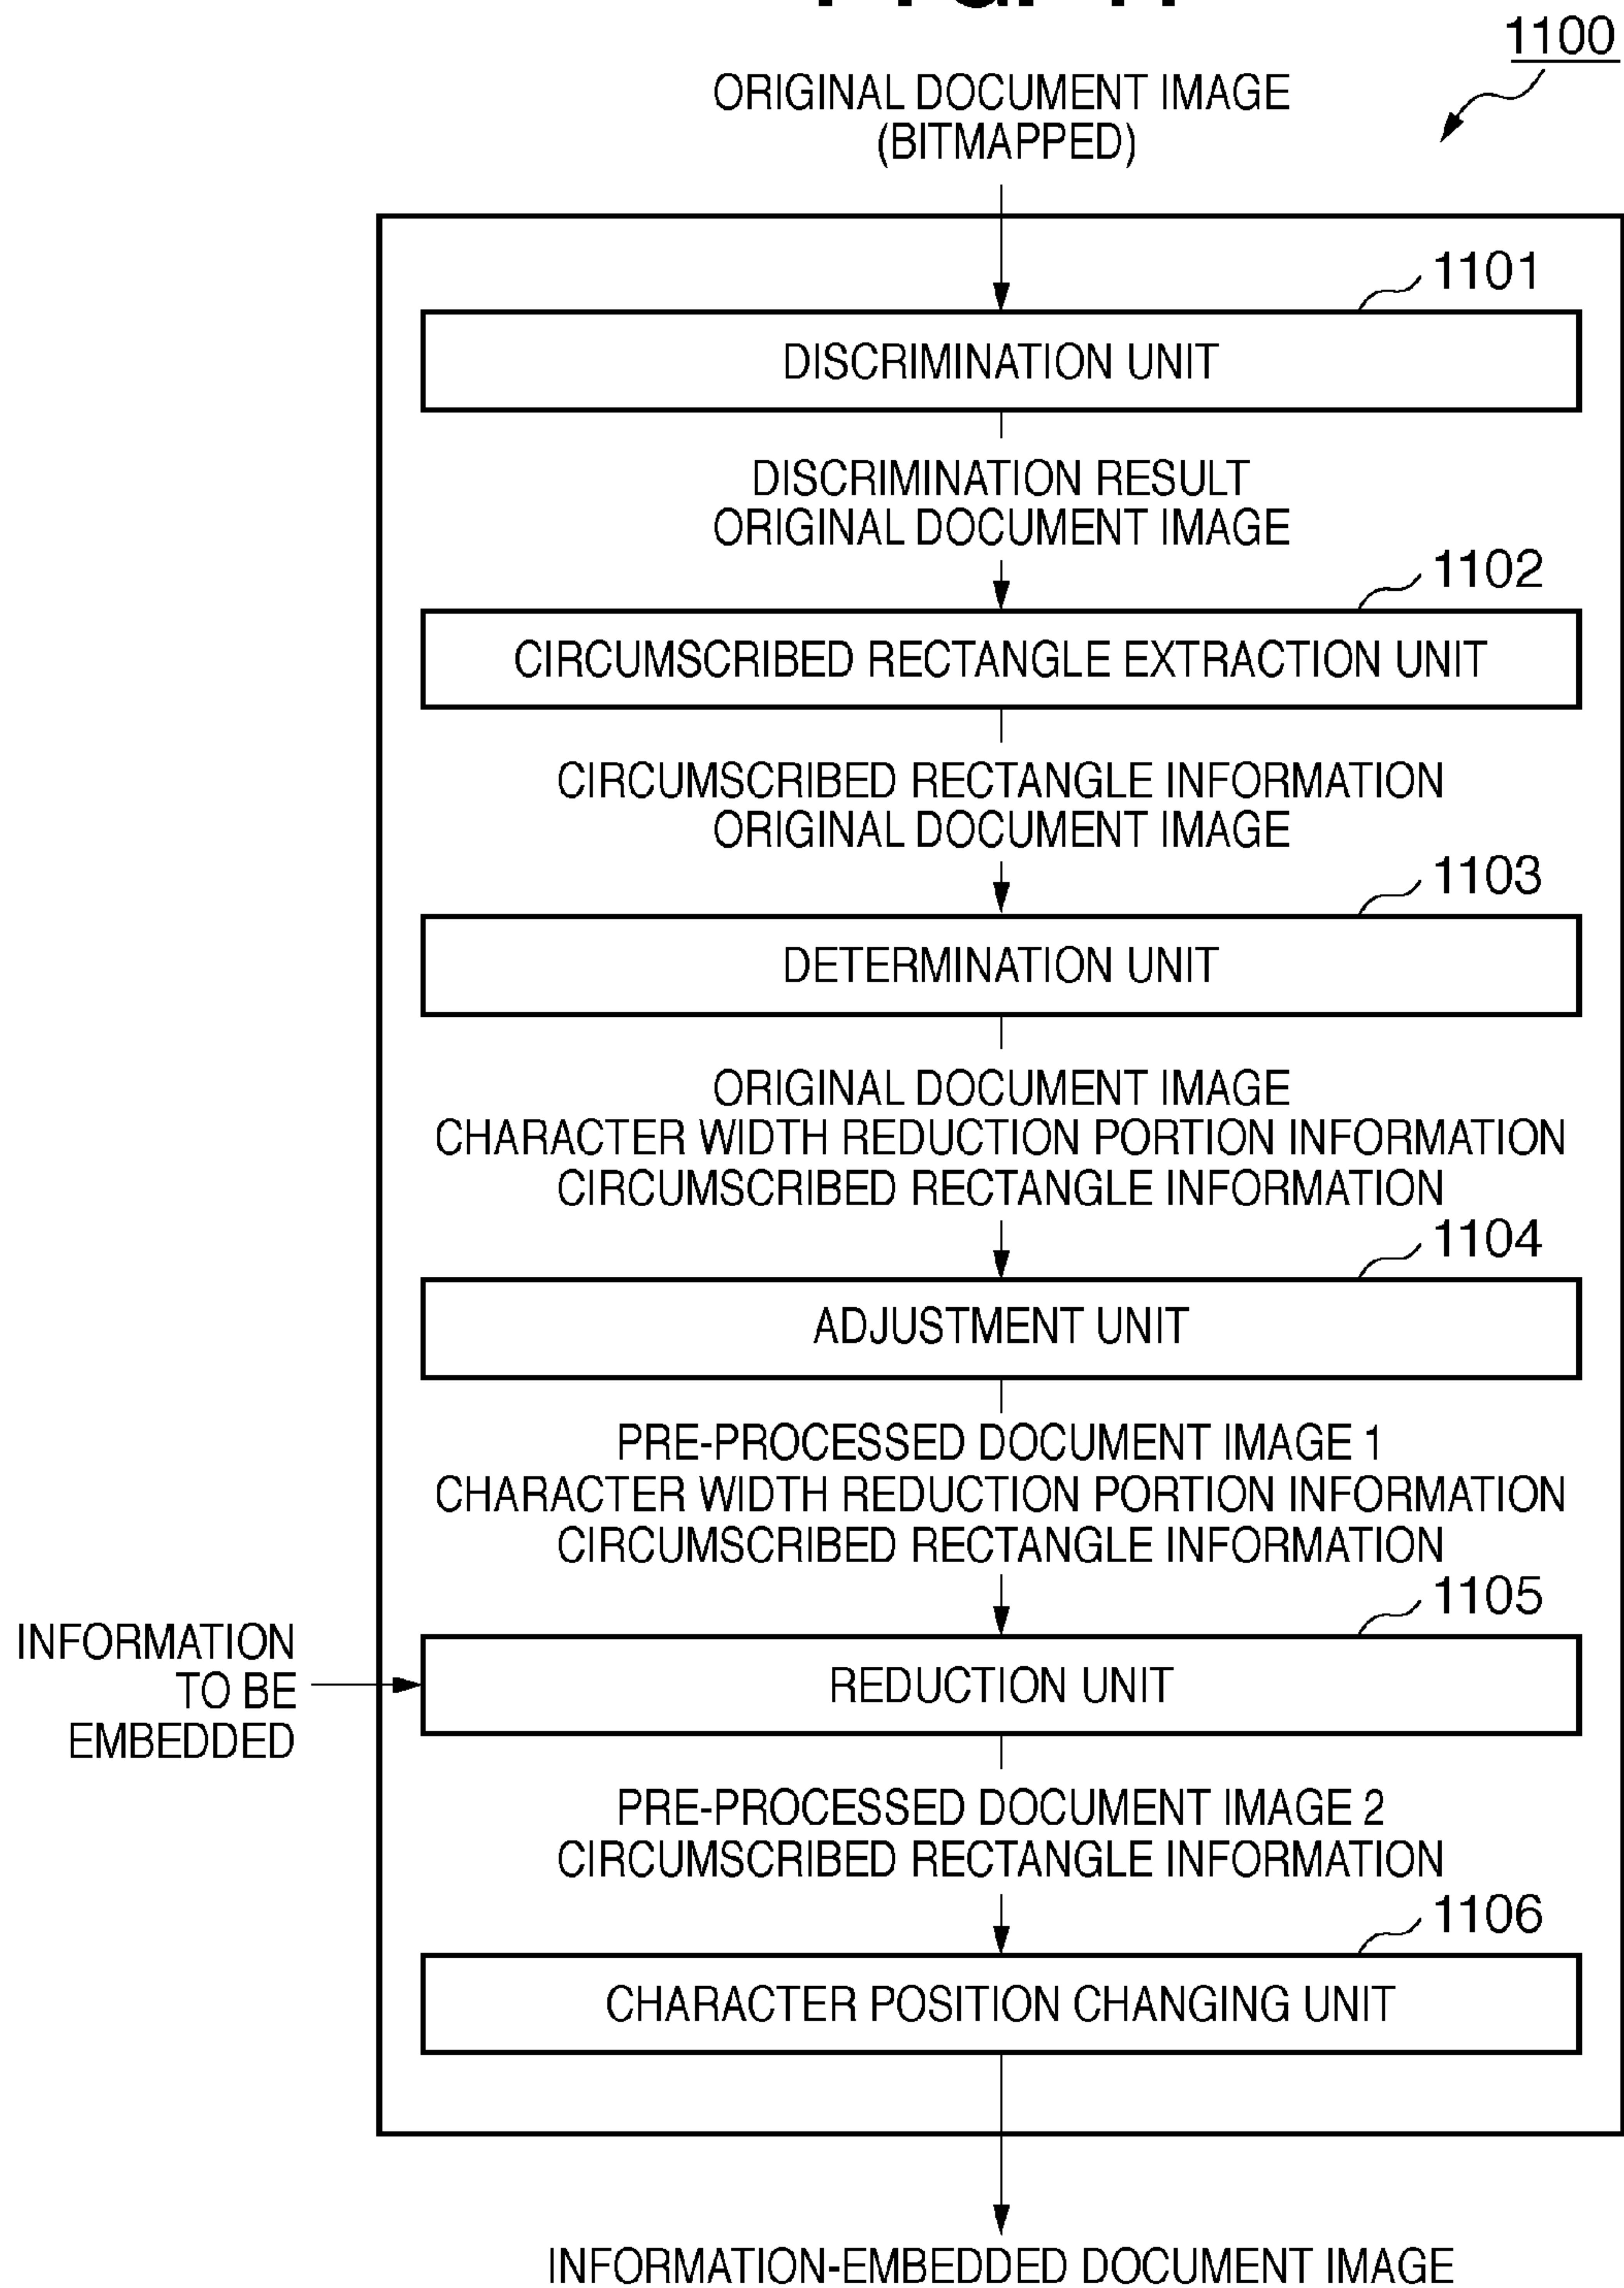 1100
ORIGINAL DOCUMENT IMAGE
(BITMAPPED)
1101
DISCRIMINATION UNIT
DISCRIMINATION RESULT
ORIGINAL DOCUMENT IMAGE
1102
CIRCUMSCRIBED RECTANGLE EXTRACTION UNIT
CIRCUMSCRIBED RECTANGLE INFORMATION
ORIGINAL DOCUMENT IMAGE
1103
DETERMINATION UNIT
ORIGINAL DOCUMENT IMAGE
CHARACTER WIDTH REDUCTION PORTION INFORMATION
CIRCUMSCRIBED RECTANGLE INFORMATION
1104
ADJUSTMENT UNIT
PRE-PROCESSED DOCUMENT IMAGE 1
CHARACTER WIDTH REDUCTION PORTION INFORMATION
CIRCUMSCRIBED RECTANGLE INFORMATION
1105
INFORMATION
TO BE
EMBEDDED
REDUCTION UNIT
PRE-PROCESSED DOCUMENT IMAGE 2
CIRCUMSCRIBED RECTANGLE INFORMATION
1106
CHARACTER POSITION CHANGING UNIT
INFORMATION-EMBEDDED DOCUMENT IMAGE